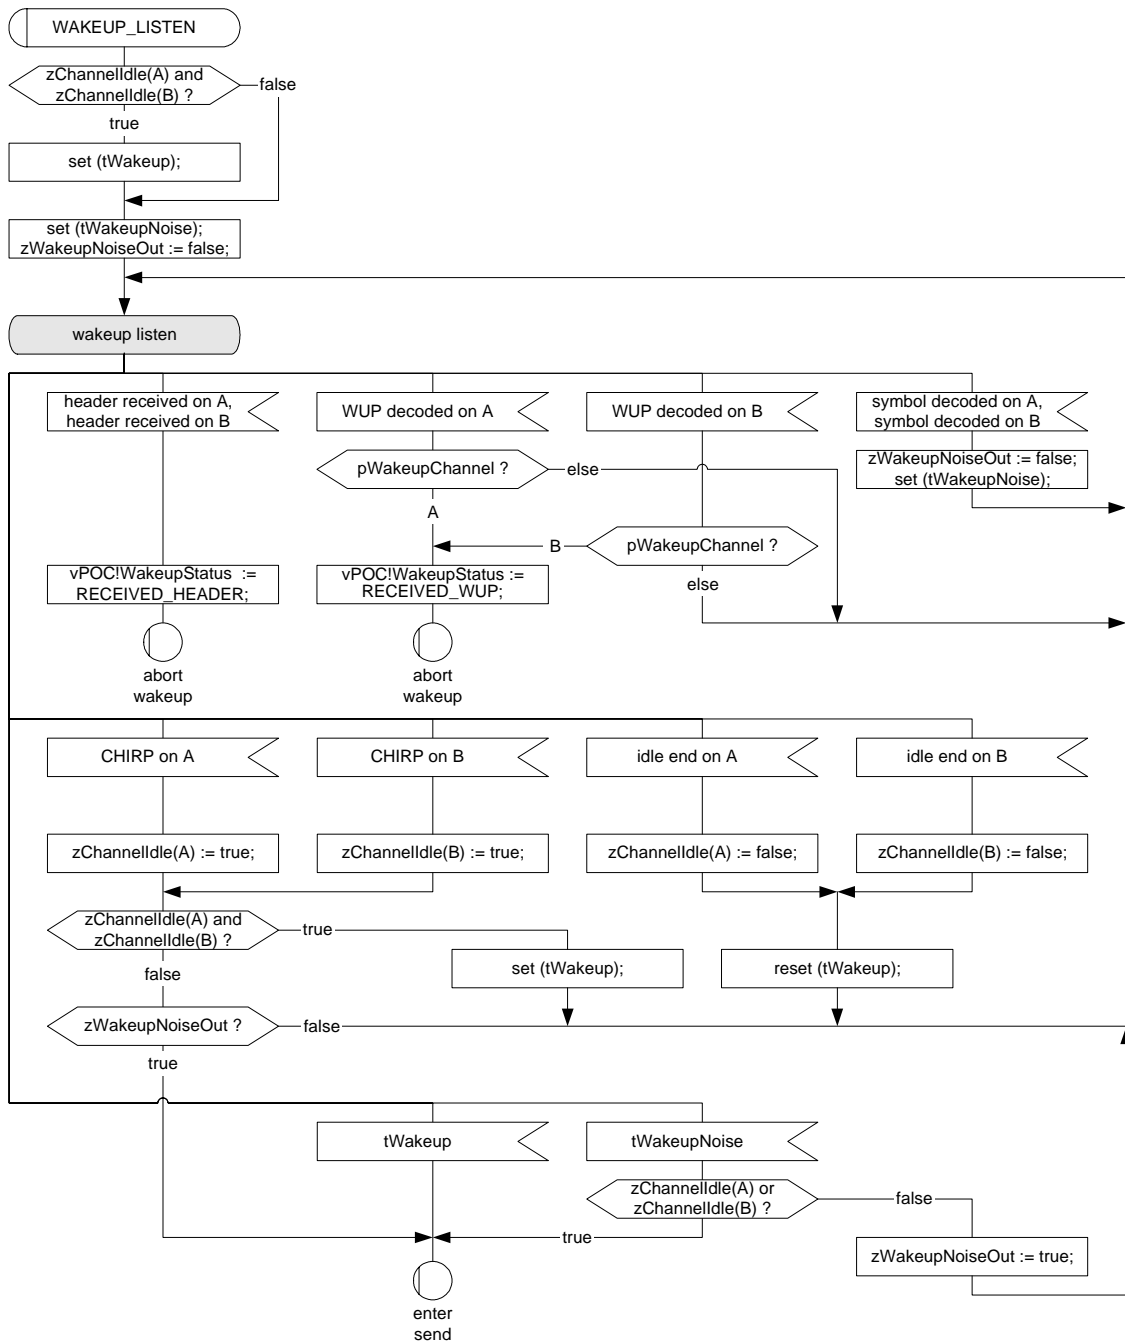 WAKEUP_LISTEN
zChannelIdle(A) and
zChannelIdle(B) ?
false
true
set (tWakeup);
set (tWakeupNoise);
zWakeupNoiseOut := false;
wakeup listen
header received on A,
header received on B
WUP decoded on A
WUP decoded on B
symbol decoded on A,
symbol decoded on B
zWakeupNoiseOut := false;
set (tWakeupNoise);
pWakeupChannel ?
else
A
B
pWakeupChannel ?
else
vPOC!WakeupStatus :=
RECEIVED_HEADER;
vPOC!WakeupStatus :=
RECEIVED_WUP;
abort
wakeup
abort
wakeup
CHIRP on A
CHIRP on B
idle end on A
idle end on B
zChannelIdle(A) := true;
zChannelIdle(B) := true;
zChannelIdle(A) := false;
zChannelIdle(B) := false;
zChannelIdle(A) and
zChannelIdle(B) ?
true
false
set (tWakeup);
reset (tWakeup);
zWakeupNoiseOut ?
false
true
tWakeup
tWakeupNoise
zChannelIdle(A) or
zChannelIdle(B) ?
false
true
zWakeupNoiseOut := true;
enter
send